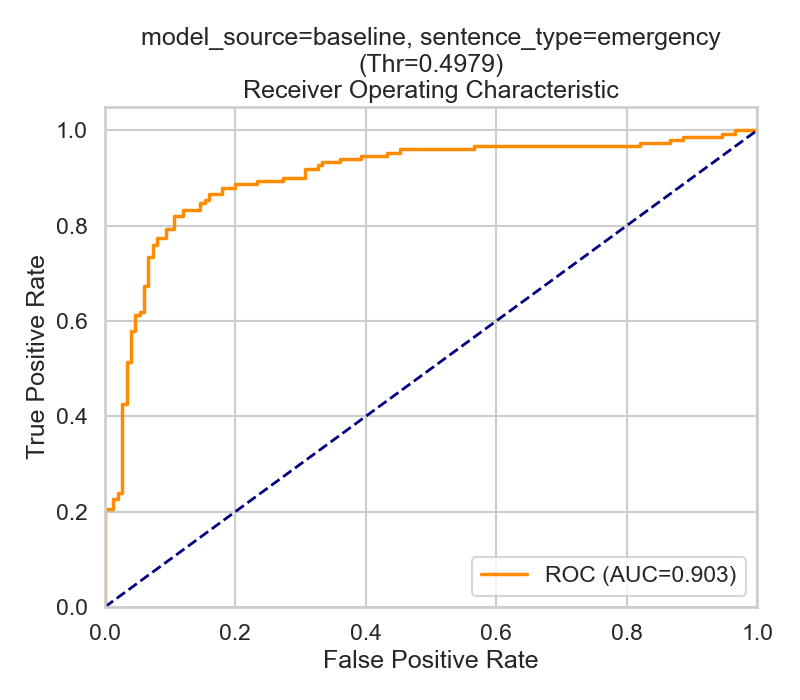 model_source=baseline, sentence_type=emergency
(Thr=0.4979)
Receiver Operating Characteristic
1.0
0.8
0.6
0.4
0.2
0.0
True Positive Rate
ROC (AUC=0.903)
0.0 0.2 0.4 0.6 0.8 1.0
False Positive Rate